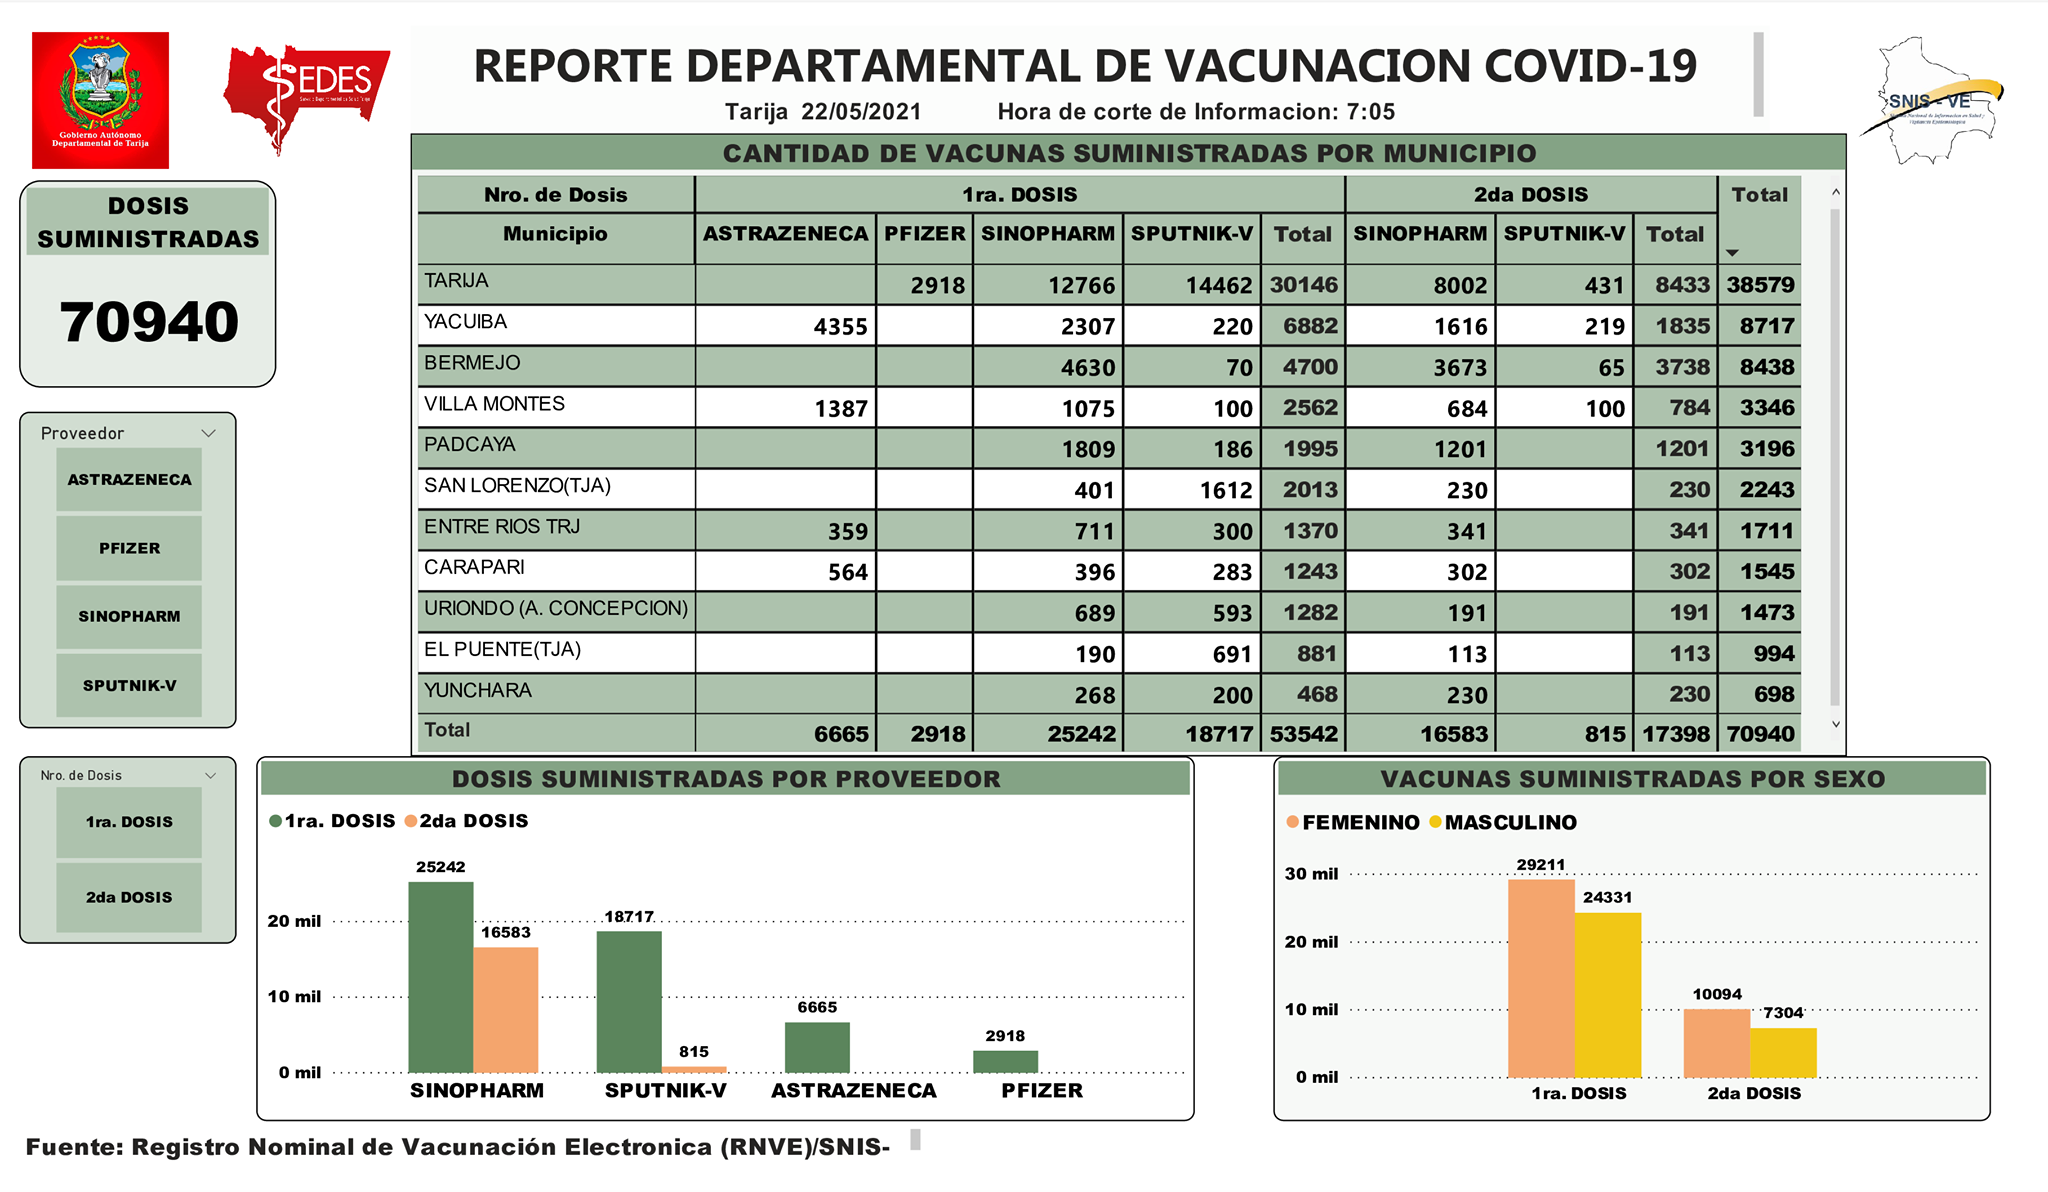 Gobierno Autónomo
Departamental de Tarija
SEDES
REPORTE DEPARTAMENTAL DE VACUNACION COVID-19
Tarija 22/05/2021 Hora de corte de Informacion: 7:05
SNIS - VE
DOSIS
SUMINISTRADAS
70940
Proveedor
ASTRAZENECA
PFIZER
SINOPHARM
SPUTNIK-V
Nro. de Dosis
1ra. DOSIS
2da DOSIS
CANTIDAD DE VACUNAS SUMINISTRADAS POR MUNICIPIO
Nro. de Dosis 1ra. DOSIS 2da DOSIS Total
Municipio ASTRAZENECA PFIZER SINOPHARM SPUTNIK-V Total SINOPHARM SPUTNIK-V Total
TARIJA 2918 12766 14462 30146 8002 431 8433 38579
YACUIBA 4355 2307 220 6882 1616 219 1835 8717
BERMEJO 4630 70 4700 3673 65 3738 8438
VILLA MONTES 1387 1075 100 2562 684 100 784 3346
PADCAYA 1809 186 1995 1201 1201 3196
SAN LORENZO(TJA) 401 1612 2013 230 230 2243
ENTRE RIOS TRJ 359 711 300 1370 341 341 1711
CARAPARI 564 396 283 1243 302 302 1545
URIONDO (A. CONCEPCION) 689 593 1282 191 191 1473
EL PUENTE(TJA) 190 691 881 113 113 994
YUNCHARA 268 200 468 230 230 698
Total 6665 2918 25242 18717 53542 16583 815 17398 70940
DOSIS SUMINISTRADAS POR PROVEEDOR
1ra. DOSIS 2da DOSIS
25242
16583
18717
815
6665
2918
20 mil
10 mil
0 mil
SINOPHARM SPUTNIK-V ASTRAZENECA PFIZER
VACUNAS SUMINISTRADAS POR SEXO
FEMENINO MASCULINO
29211
24331
10094
7304
30 mil
20 mil
10 mil
0 mil
1ra. DOSIS 2da DOSIS
Fuente: Registro Nominal de Vacunación Electronica (RNVE)/SNIS-